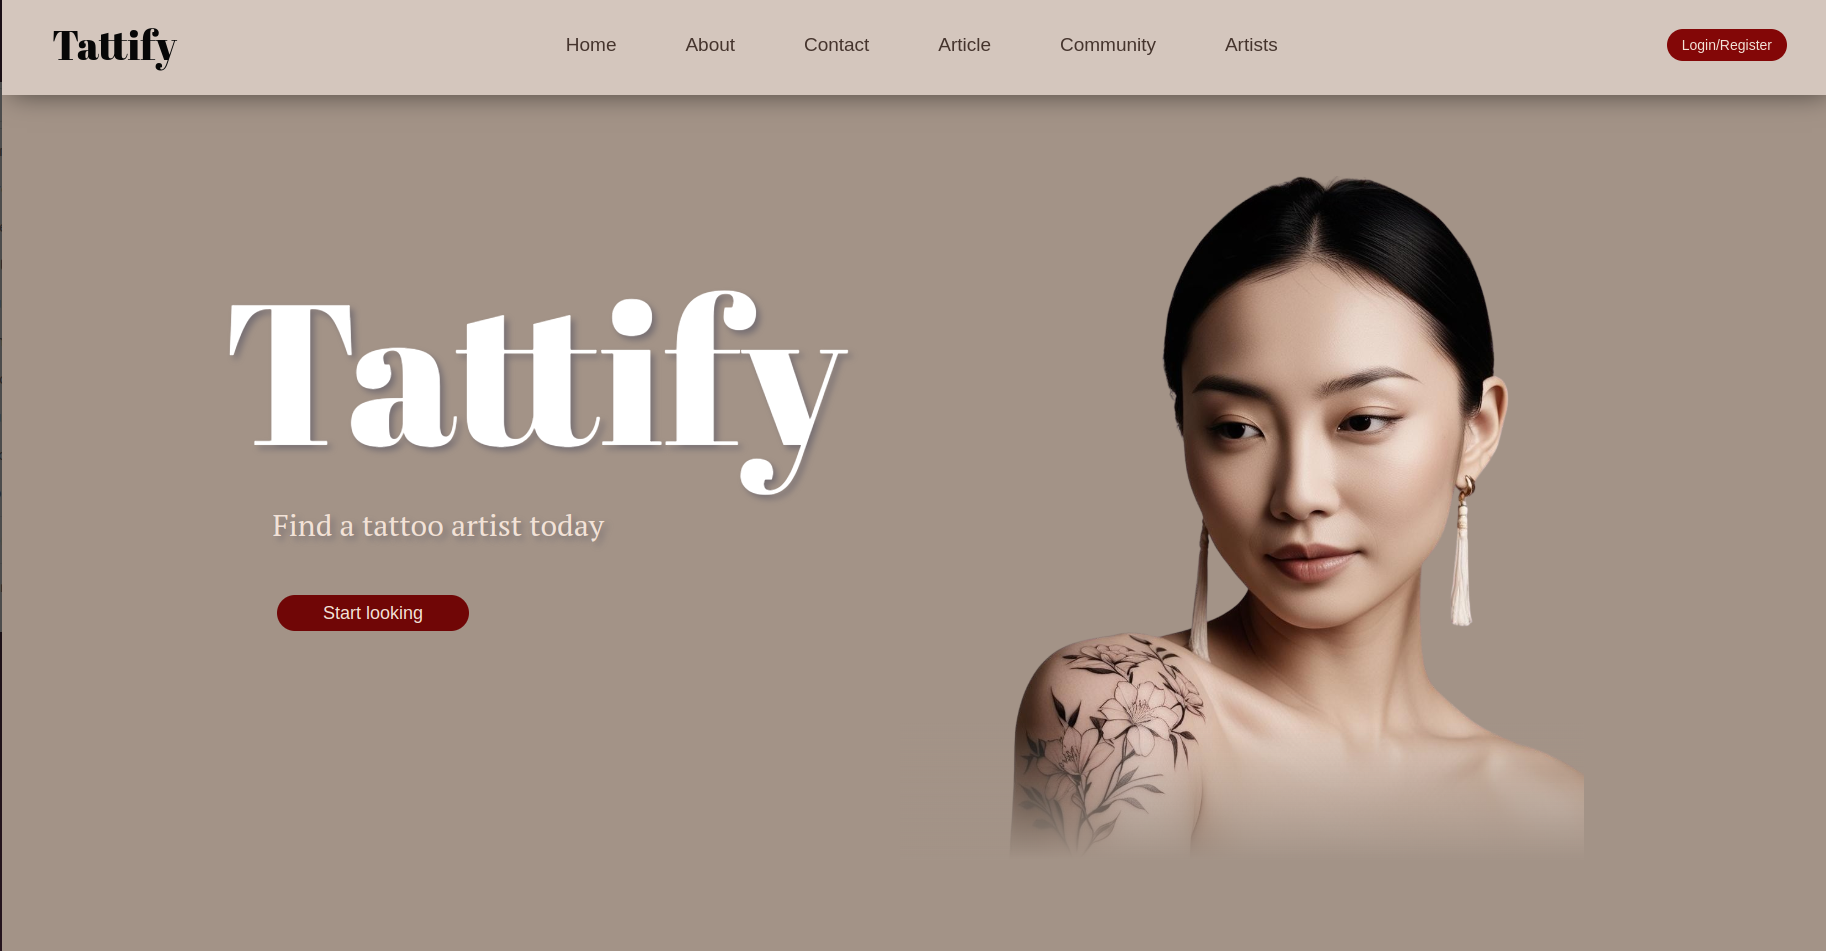 Tattify
Home About Contact Article Community Artists
Login/Register
Tattify
Find a tattoo artist today
Start looking